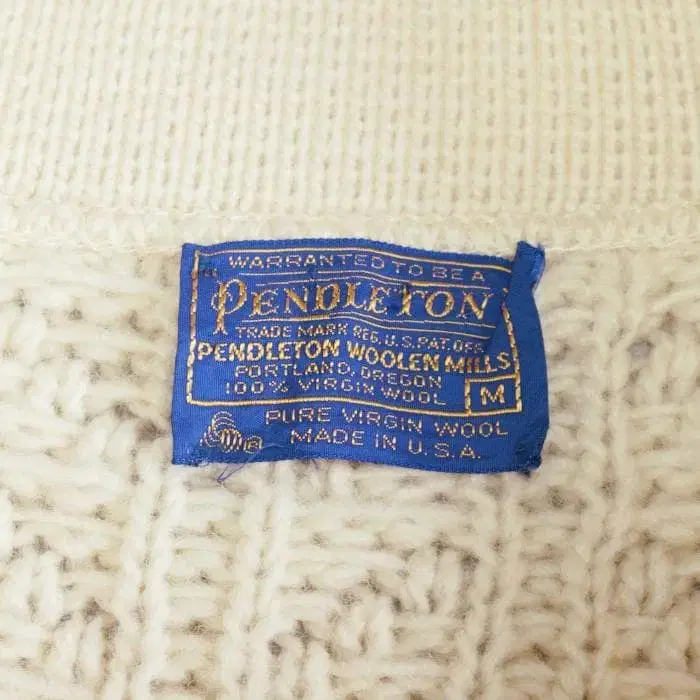 WARRANTED TO BE A
PENDLETON
TRADE MARK REG. U.S. PAT. OFF.
PENDLETON WOOLEN MILLS
PORTLAND, OREGON
100% VIRGIN WOOL
M
PURE VIRGIN WOOL
®
MADE IN U.S.A.